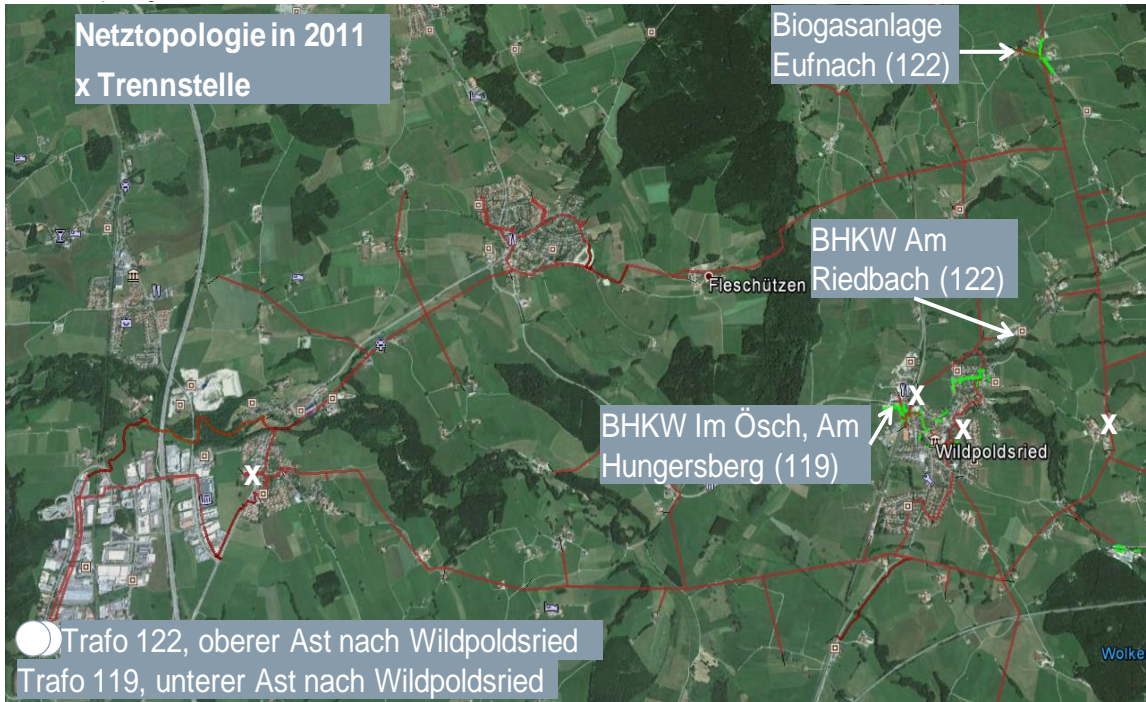 Netztopologie in 2011
x Trennstelle
Biogasanlage
Eufnach (122)
BHKW Am
Riedbach (122)
Fleschützen
BHKW Im Ösch, Am
Hungersberg (119)
X
X
X
X
Wildpoldsried
Trafo 122, oberer Ast nach Wildpoldsried
Trafo 119, unterer Ast nach Wildpoldsried
Wolke